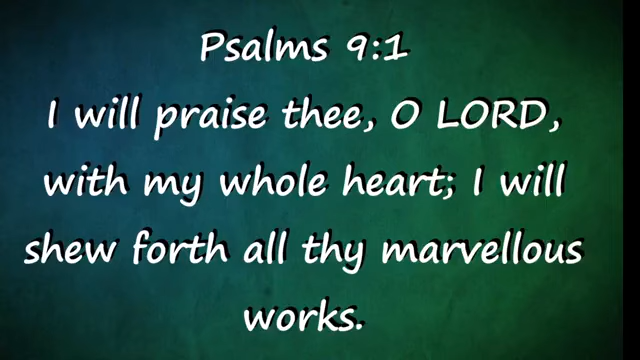 Psalms 9:1
I will praise thee, O LORD,
with my whole heart; I will
shew forth all thy marvellous
works.